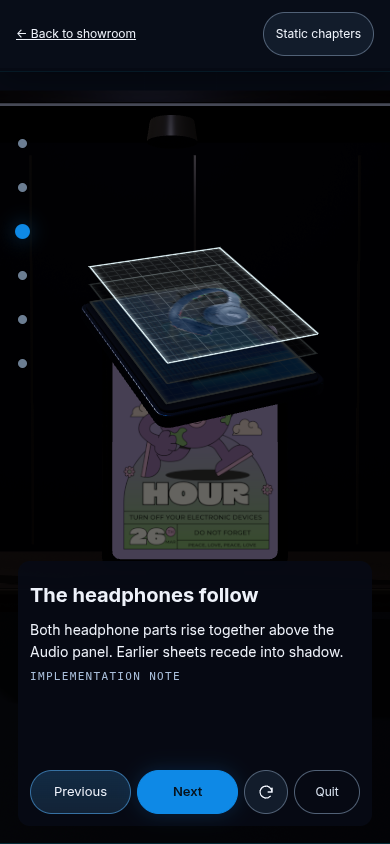 ← Back to showroom
Static chapters
HOUR
TURN OFF YOUR ELECTRONIC DEVICES
26
DO NOT FORGET
The headphones follow
Both headphone parts rise together above the
Audio panel. Earlier sheets recede into shadow.
IMPLEMENTATION NOTE
Previous
Next
Quit